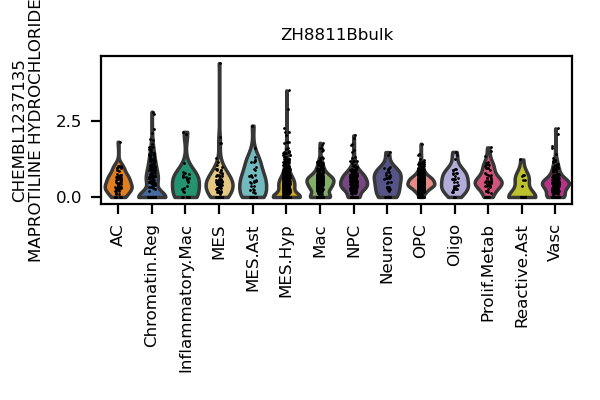 ZH8811Bbulk
CHEMBL1237135
MAPROTILINE HYDROCHLORIDE
2.5
0.0
AC
Chromatin.Reg
Inflammatory.Mac
MES
MES.Ast
MES.Hyp
Mac
NPC
Neuron
OPC
Oligo
Prolif.Metab
Reactive.Ast
Vasc